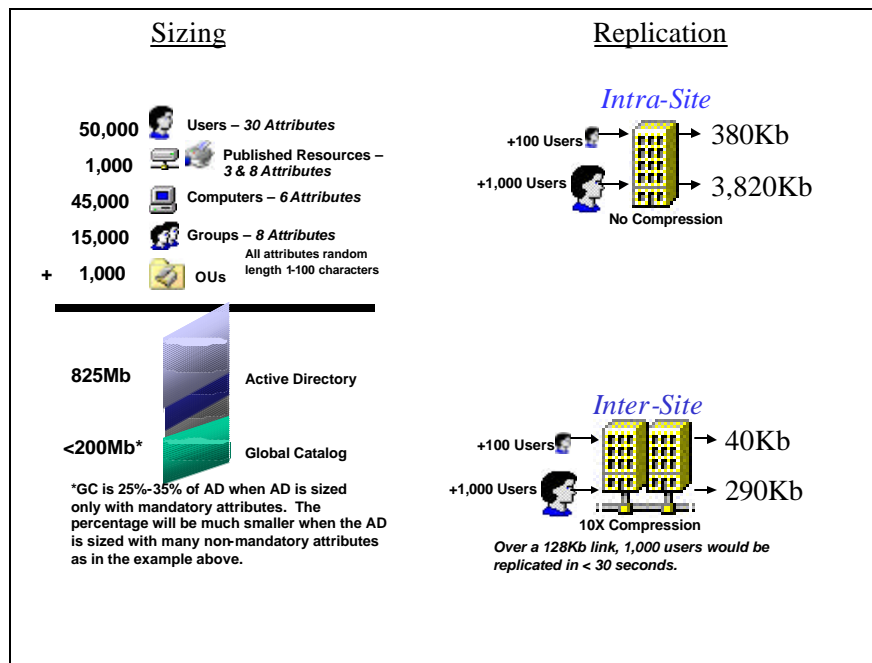 Sizing
50,000 Users – 30 Attributes
1,000 Published Resources –
3 & 8 Attributes
45,000 Computers – 6 Attributes
15,000 Groups – 8 Attributes
All attributes random
length 1-100 characters
+ 1,000 OUs
825Mb Active Directory
<200Mb* Global Catalog
*GC is 25%-35% of AD when AD is sized
only with mandatory attributes. The
percentage will be much smaller when the AD
is sized with many non-mandatory attributes
as in the example above.
Replication
Intra-Site
+100 Users 380Kb
+1,000 Users 3,820Kb
No Compression
Inter-Site
+100 Users 40Kb
+1,000 Users 290Kb
10X Compression
Over a 128Kb link, 1,000 users would be
replicated in < 30 seconds.